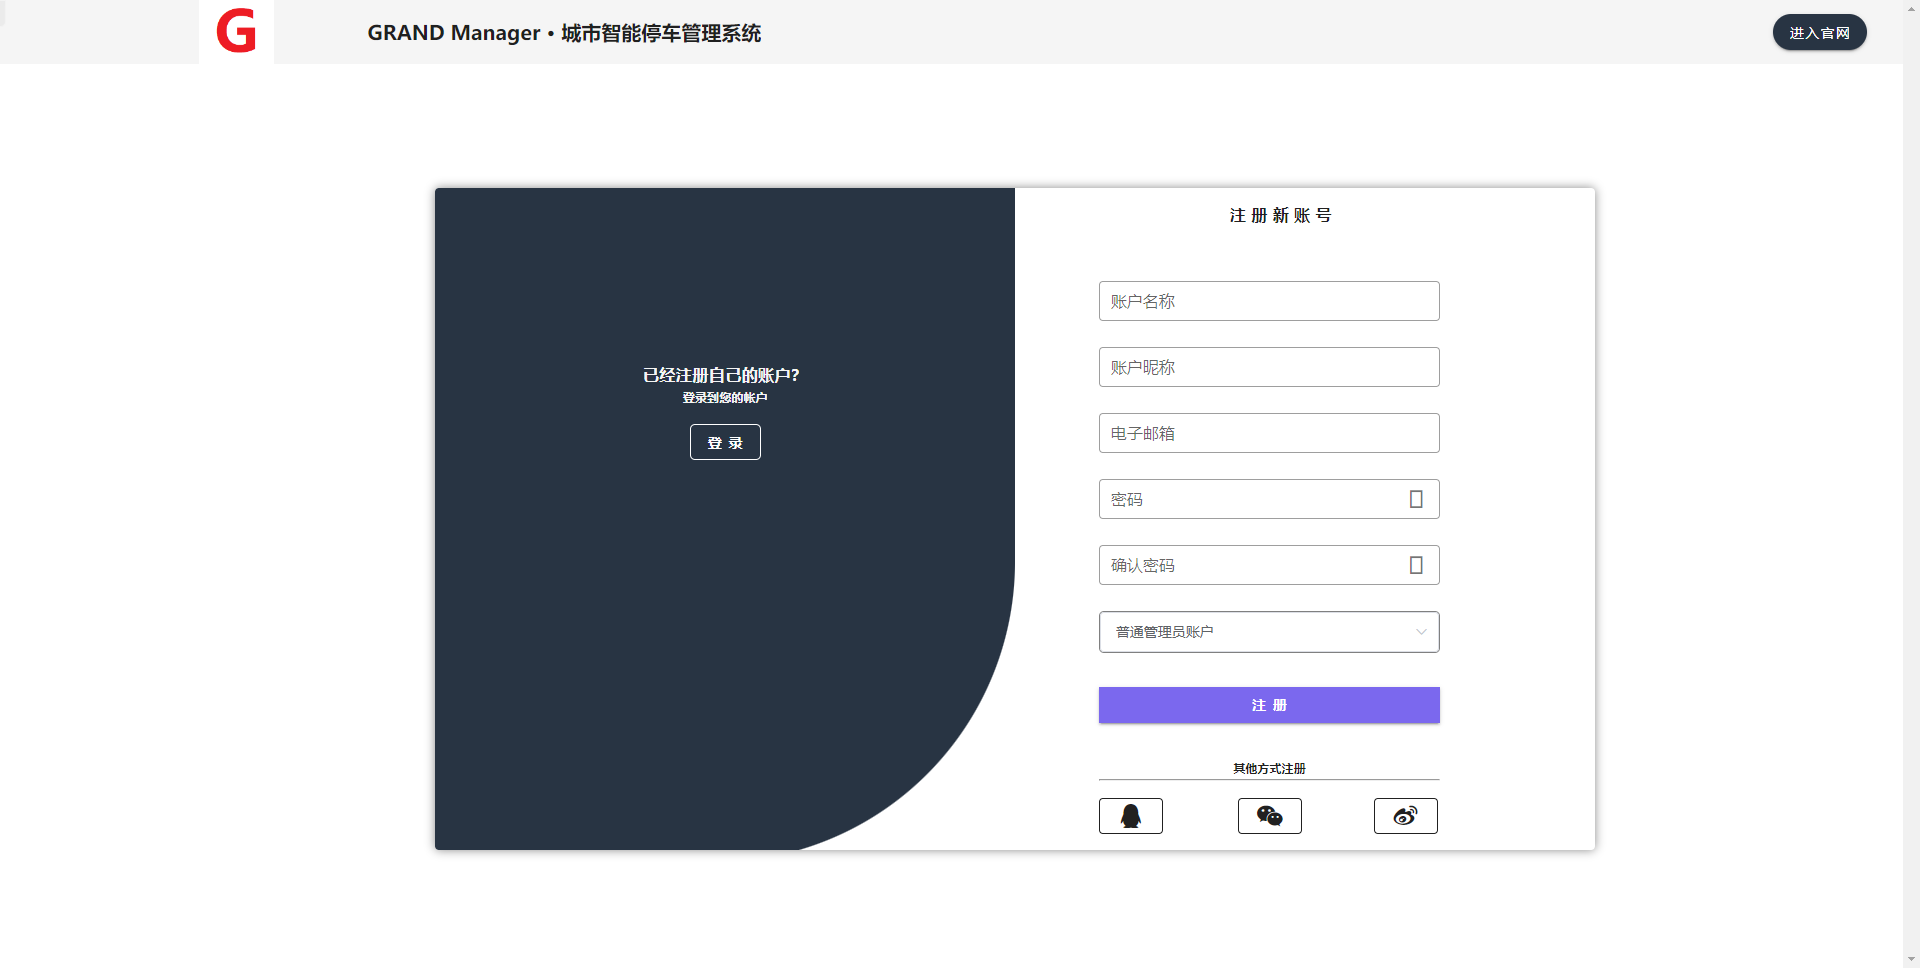 G
GRAND Manager • 城市智能停车管理系统
进入官网
已经注册自己的账户?
登录到您的帐户
登 录
注册新账号
账户名称
账户昵称
电子邮箱
密码
确认密码
普通管理员账户
注 册
其他方式注册